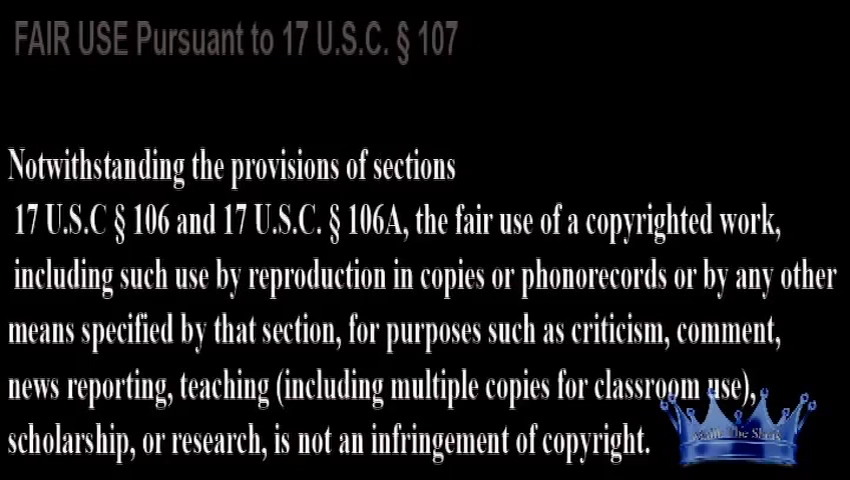 FAIR USE Pursuant to 17 U.S.C. § 107
Notwithstanding the provisions of sections
17 U.S.C § 106 and 17 U.S.C. § 106A, the fair use of a copyrighted work,
including such use by reproduction in copies or phonorecords or by any other
means specified by that section, for purposes such as criticism, comment,
news reporting, teaching (including multiple copies for classroom use),
scholarship, or research, is not an infringement of copyright.
The